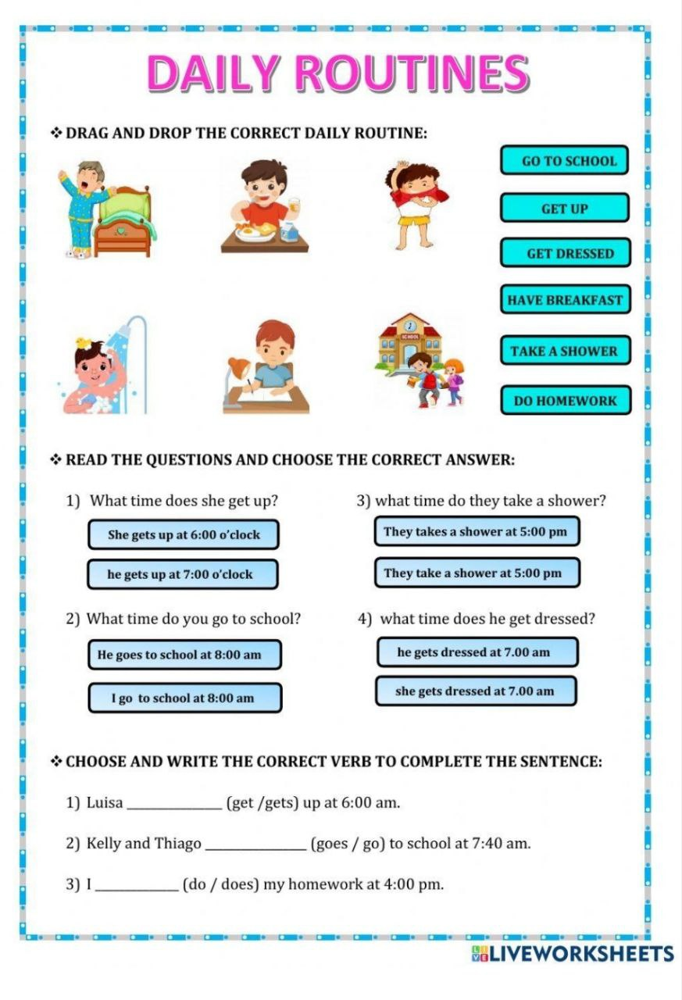 DAILY ROUTINES
❖ DRAG AND DROP THE CORRECT DAILY ROUTINE:
GO TO SCHOOL
GET UP
GET DRESSED
HAVE BREAKFAST
SCHOOL
TAKE A SHOWER
DO HOMEWORK
❖ READ THE QUESTIONS AND CHOOSE THE CORRECT ANSWER:
1) What time does she get up?
She gets up at 6:00 o'clock
he gets up at 7:00 o'clock
2) What time do you go to school?
He goes to school at 8:00 am
I go to school at 8:00 am
3) what time do they take a shower?
They takes a shower at 5:00 pm
They take a shower at 5:00 pm
4) what time does he get dressed?
he gets dressed at 7.00 am
she gets dressed at 7.00 am
❖ CHOOSE AND WRITE THE CORRECT VERB TO COMPLETE THE SENTENCE:
1) Luisa ______________ (get /gets) up at 6:00 am.
2) Kelly and Thiago _______________ (goes / go) to school at 7:40 am.
3) I ____________ (do / does) my homework at 4:00 pm.
LIVE LIVEWORKSHEETS